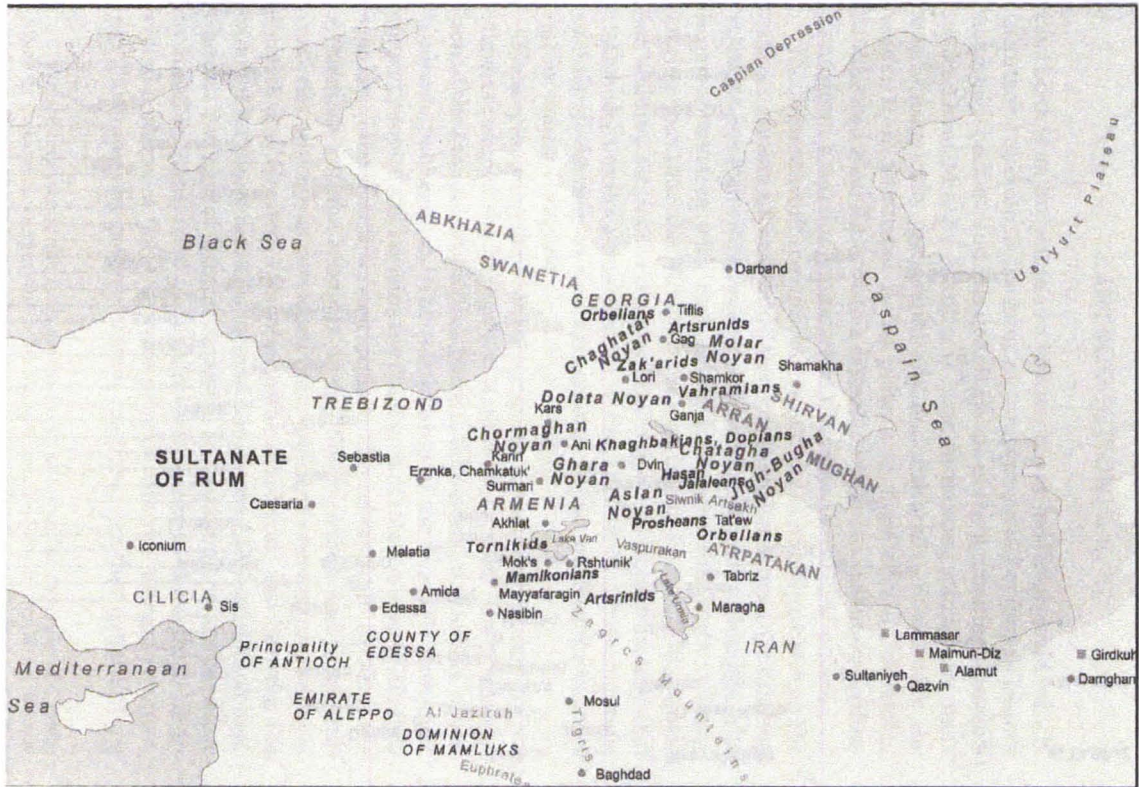 Caspian Deprassion
Ustyurt Plateau
Black Sea
ABKHAZIA
SWANETIA
Darband
Caspain Sea
GEORGIA
Orbelians
Tiflis
Chaghatar
Noyan
Artsrunids
Gag
Molar
Noyan
Zak'arids
Lori
Shamkor
Shamakha
Vahramians
Dolata Noyan
Ganja
ARRAN
SHIRVAN
TREBIZOND
Kars
Chormaghan
Noyan
Ani
Khaghbakians, Dopians
Chatagha
Noyan
MUGHAN
SULTANATE
OF RUM
Sebastia
Karin
Erznka, Chamkatuk'
Surmari
Ghara
Noyan
Dvin
Hasan
Jalaleans
Jigh-Bugha
Noyan
Caesaria
ARMENIA
Aslan
Noyan
Siwnik
Artsakh
Akhlat
Prosheans
Tat'ew
Orbelians
Iconium
Malatia
Tornikids
Lake Van
Vaspurakan
ATRPATAKAN
Mok's
Rshtunik'
Mamikonians
Tabriz
Amida
Mayyafaragin
Artsrinids
Lake Urmia
CILICIA
Sis
Edessa
Nasibin
Maragha
Zagros Mountains
COUNTY OF
EDESSA
Principality
OF ANTIOCH
IRAN
Lammasar
Maimun-Diz
Girdkuh
Mediterranean
Sea
Alamut
Sultaniyeh
Qazvin
Damghan
EMIRATE
OF ALEPPO
Al Jazirah
Mosul
Tigris
DOMINION
OF MAMLUKS
Euphrates
Baghdad